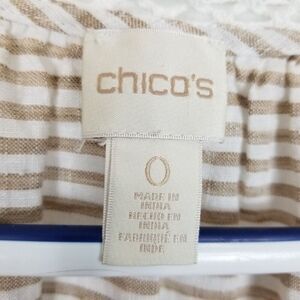 chico's
0
MADE IN
INDIA
HECHO EN
INDIA
FABRIQUÉ EN
INDE